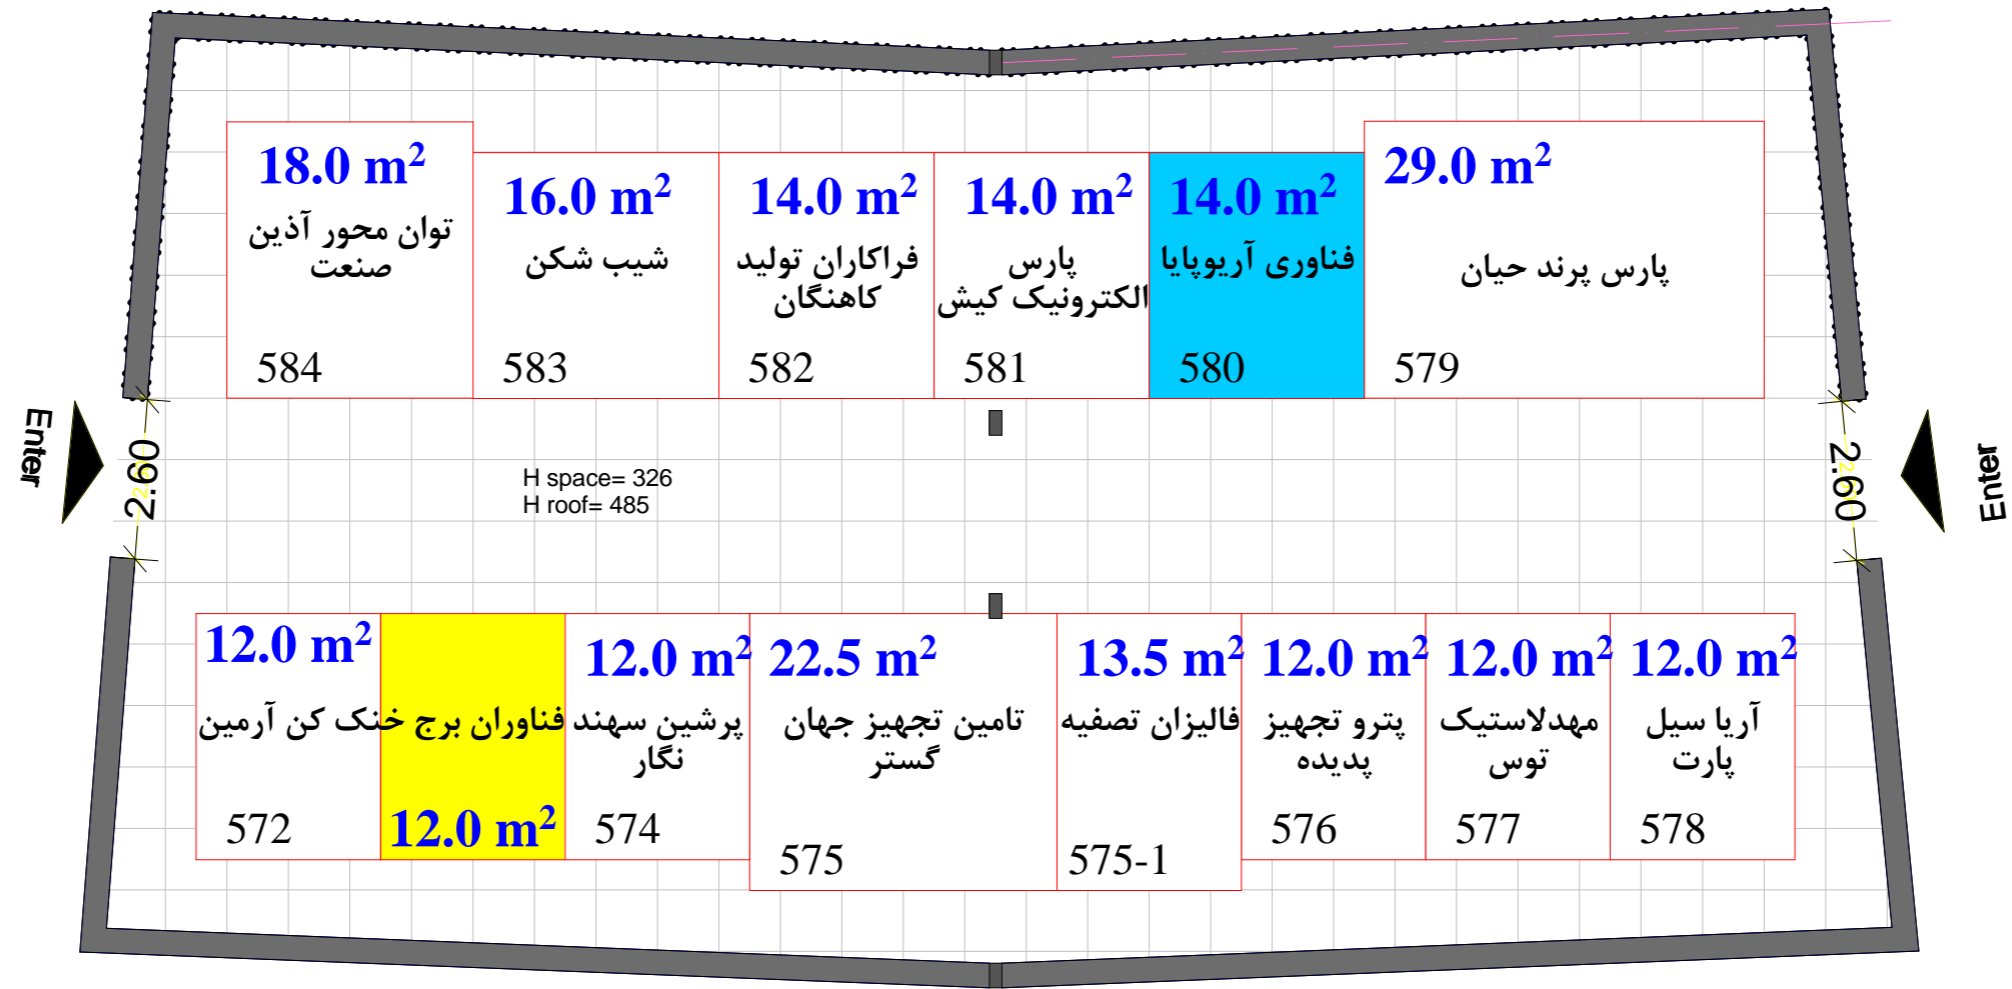 18.0 m²
توان محور آذین
صنعت
584
16.0 m²
شیب شکن
583
14.0 m²
فراکاران تولید
کاهنگان
582
14.0 m²
پارس
الکترونیک کیش
581
14.0 m²
فناوری آریوپایا
580
29.0 m²
پارس پرند حیان
579
Enter
2.60
H space= 326
H roof= 485
2.60
Enter
12.0 m²
فناوران برج خنک کن آرمین
572
12.0 m²
12.0 m²
پرشین سهند
نگار
574
22.5 m²
تامین تجهیز جهان
گستر
575
13.5 m²
فالیزان تصفیه
575-1
12.0 m²
پترو تجهیز
پدیده
576
12.0 m²
مهدلاستیک
توس
577
12.0 m²
آریا سیل
پارت
578